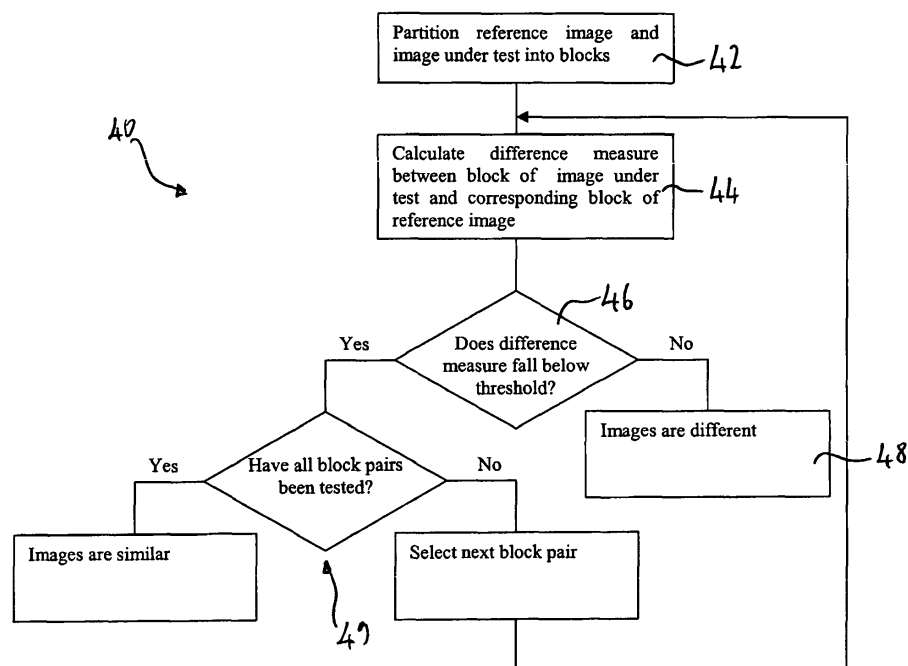 Partition reference image and
image under test into blocks
42
40
Calculate difference measure
between block of image under
test and corresponding block of
reference image
44
46
Yes
Does difference
measure fall below
threshold?
No
Images are different
48
Yes
Have all block pairs
been tested?
No
Images are similar
Select next block pair
49